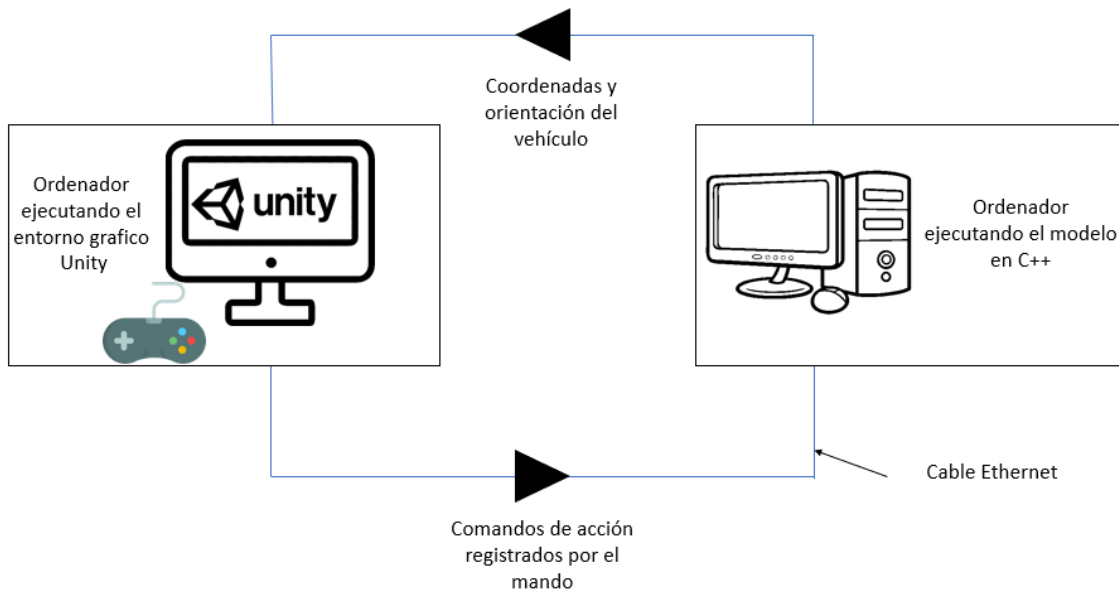 Coordenadas y
orientación del
vehículo
Ordenador
ejecutando el
entorno grafico
Unity
unity
Ordenador
ejecutando el modelo
en C++
Cable Ethernet
Comandos de acción
registrados por el
mando